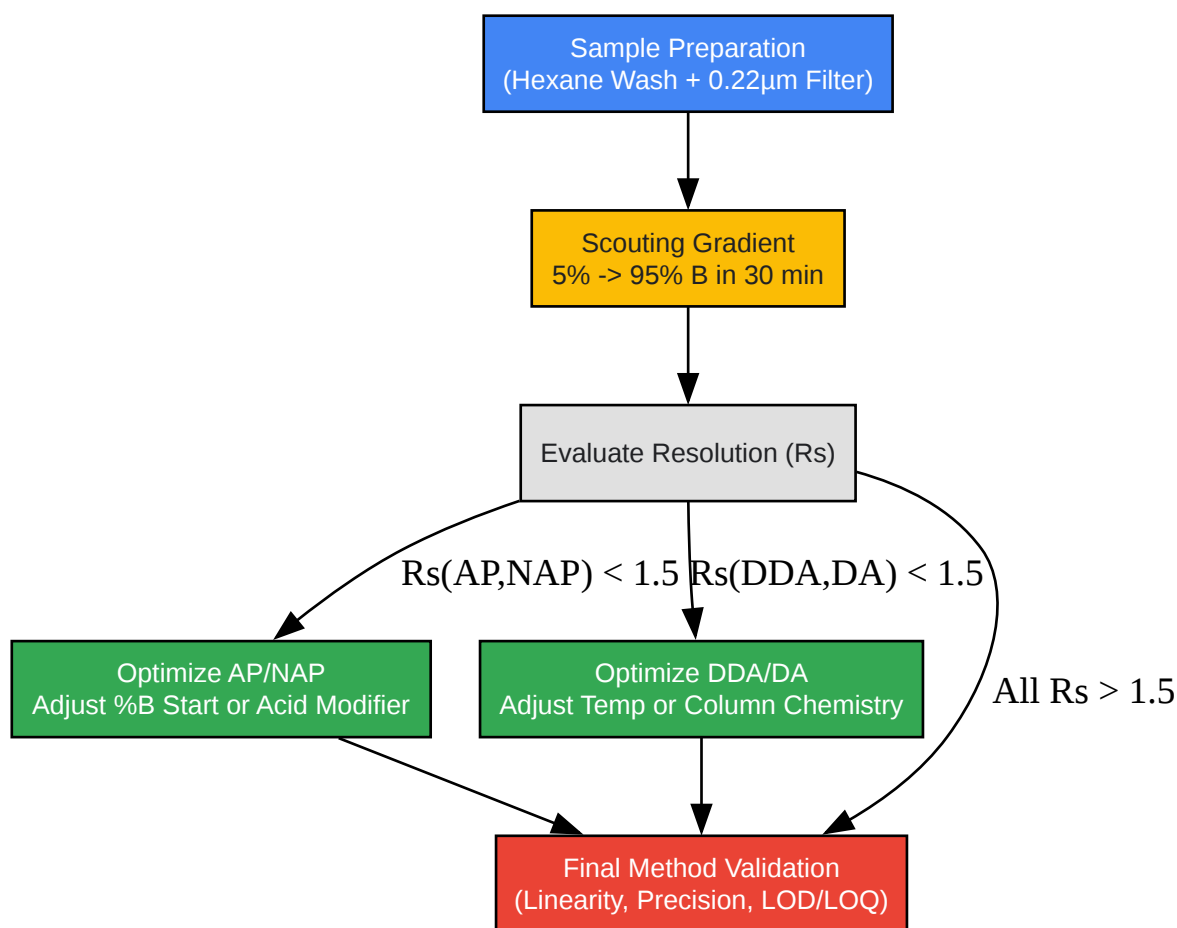 Sample Preparation
(Hexane Wash + 0.22µm Filter)
Scouting Gradient
5% -> 95% B in 30 min
Evaluate Resolution (Rs)
Rs(AP,NAP) < 1.5
Rs(DDA,DA) < 1.5
All Rs > 1.5
Optimize AP/NAP
Adjust %B Start or Acid Modifier
Optimize DDA/DA
Adjust Temp or Column Chemistry
Final Method Validation
(Linearity, Precision, LOD/LOQ)